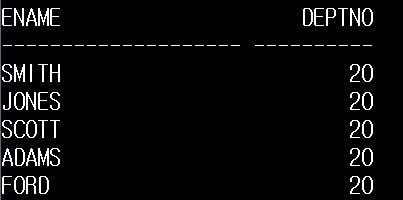 ENAME                DEPTNO
-------------------- ----------
SMITH                    20
JONES                    20
SCOTT                    20
ADAMS                    20
FORD                     20